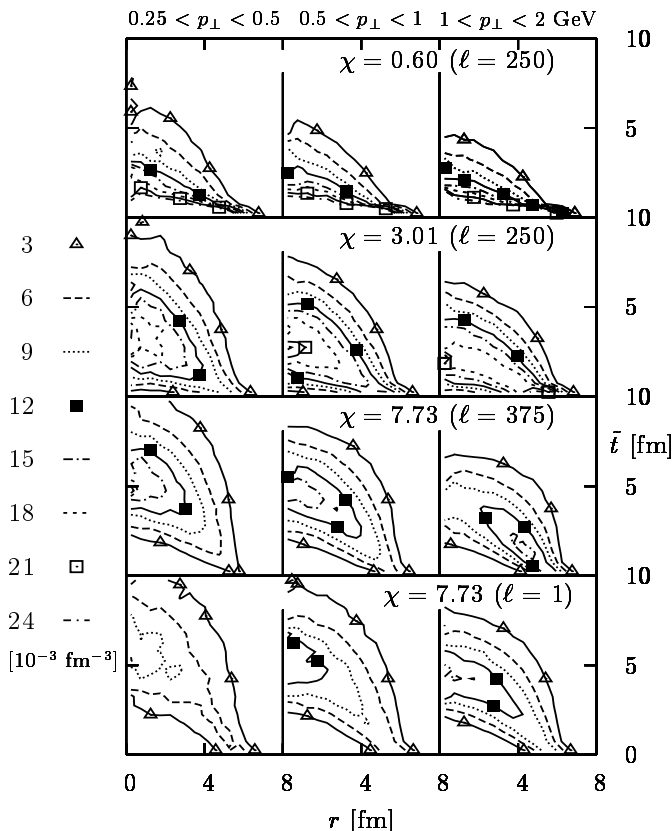 0.25 < p⊥ < 0.5 0.5 < p⊥ < 1 1 < p⊥ < 2 GeV
10
χ = 0.60 (ℓ = 250)
5
10
χ = 3.01 (ℓ = 250)
5
10
χ = 7.73 (ℓ = 375)
t̄ [fm]
5
10
χ = 7.73 (ℓ = 1)
5
0
3
6
9
12
15
18
21
24
[10⁻³ fm⁻³]
0 4 8 4 8 4 8
r [fm]